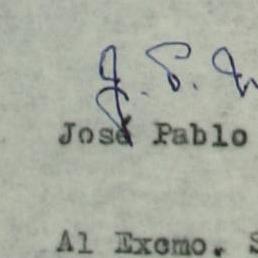 J. P. M
José Pablo
Al Excmo. S